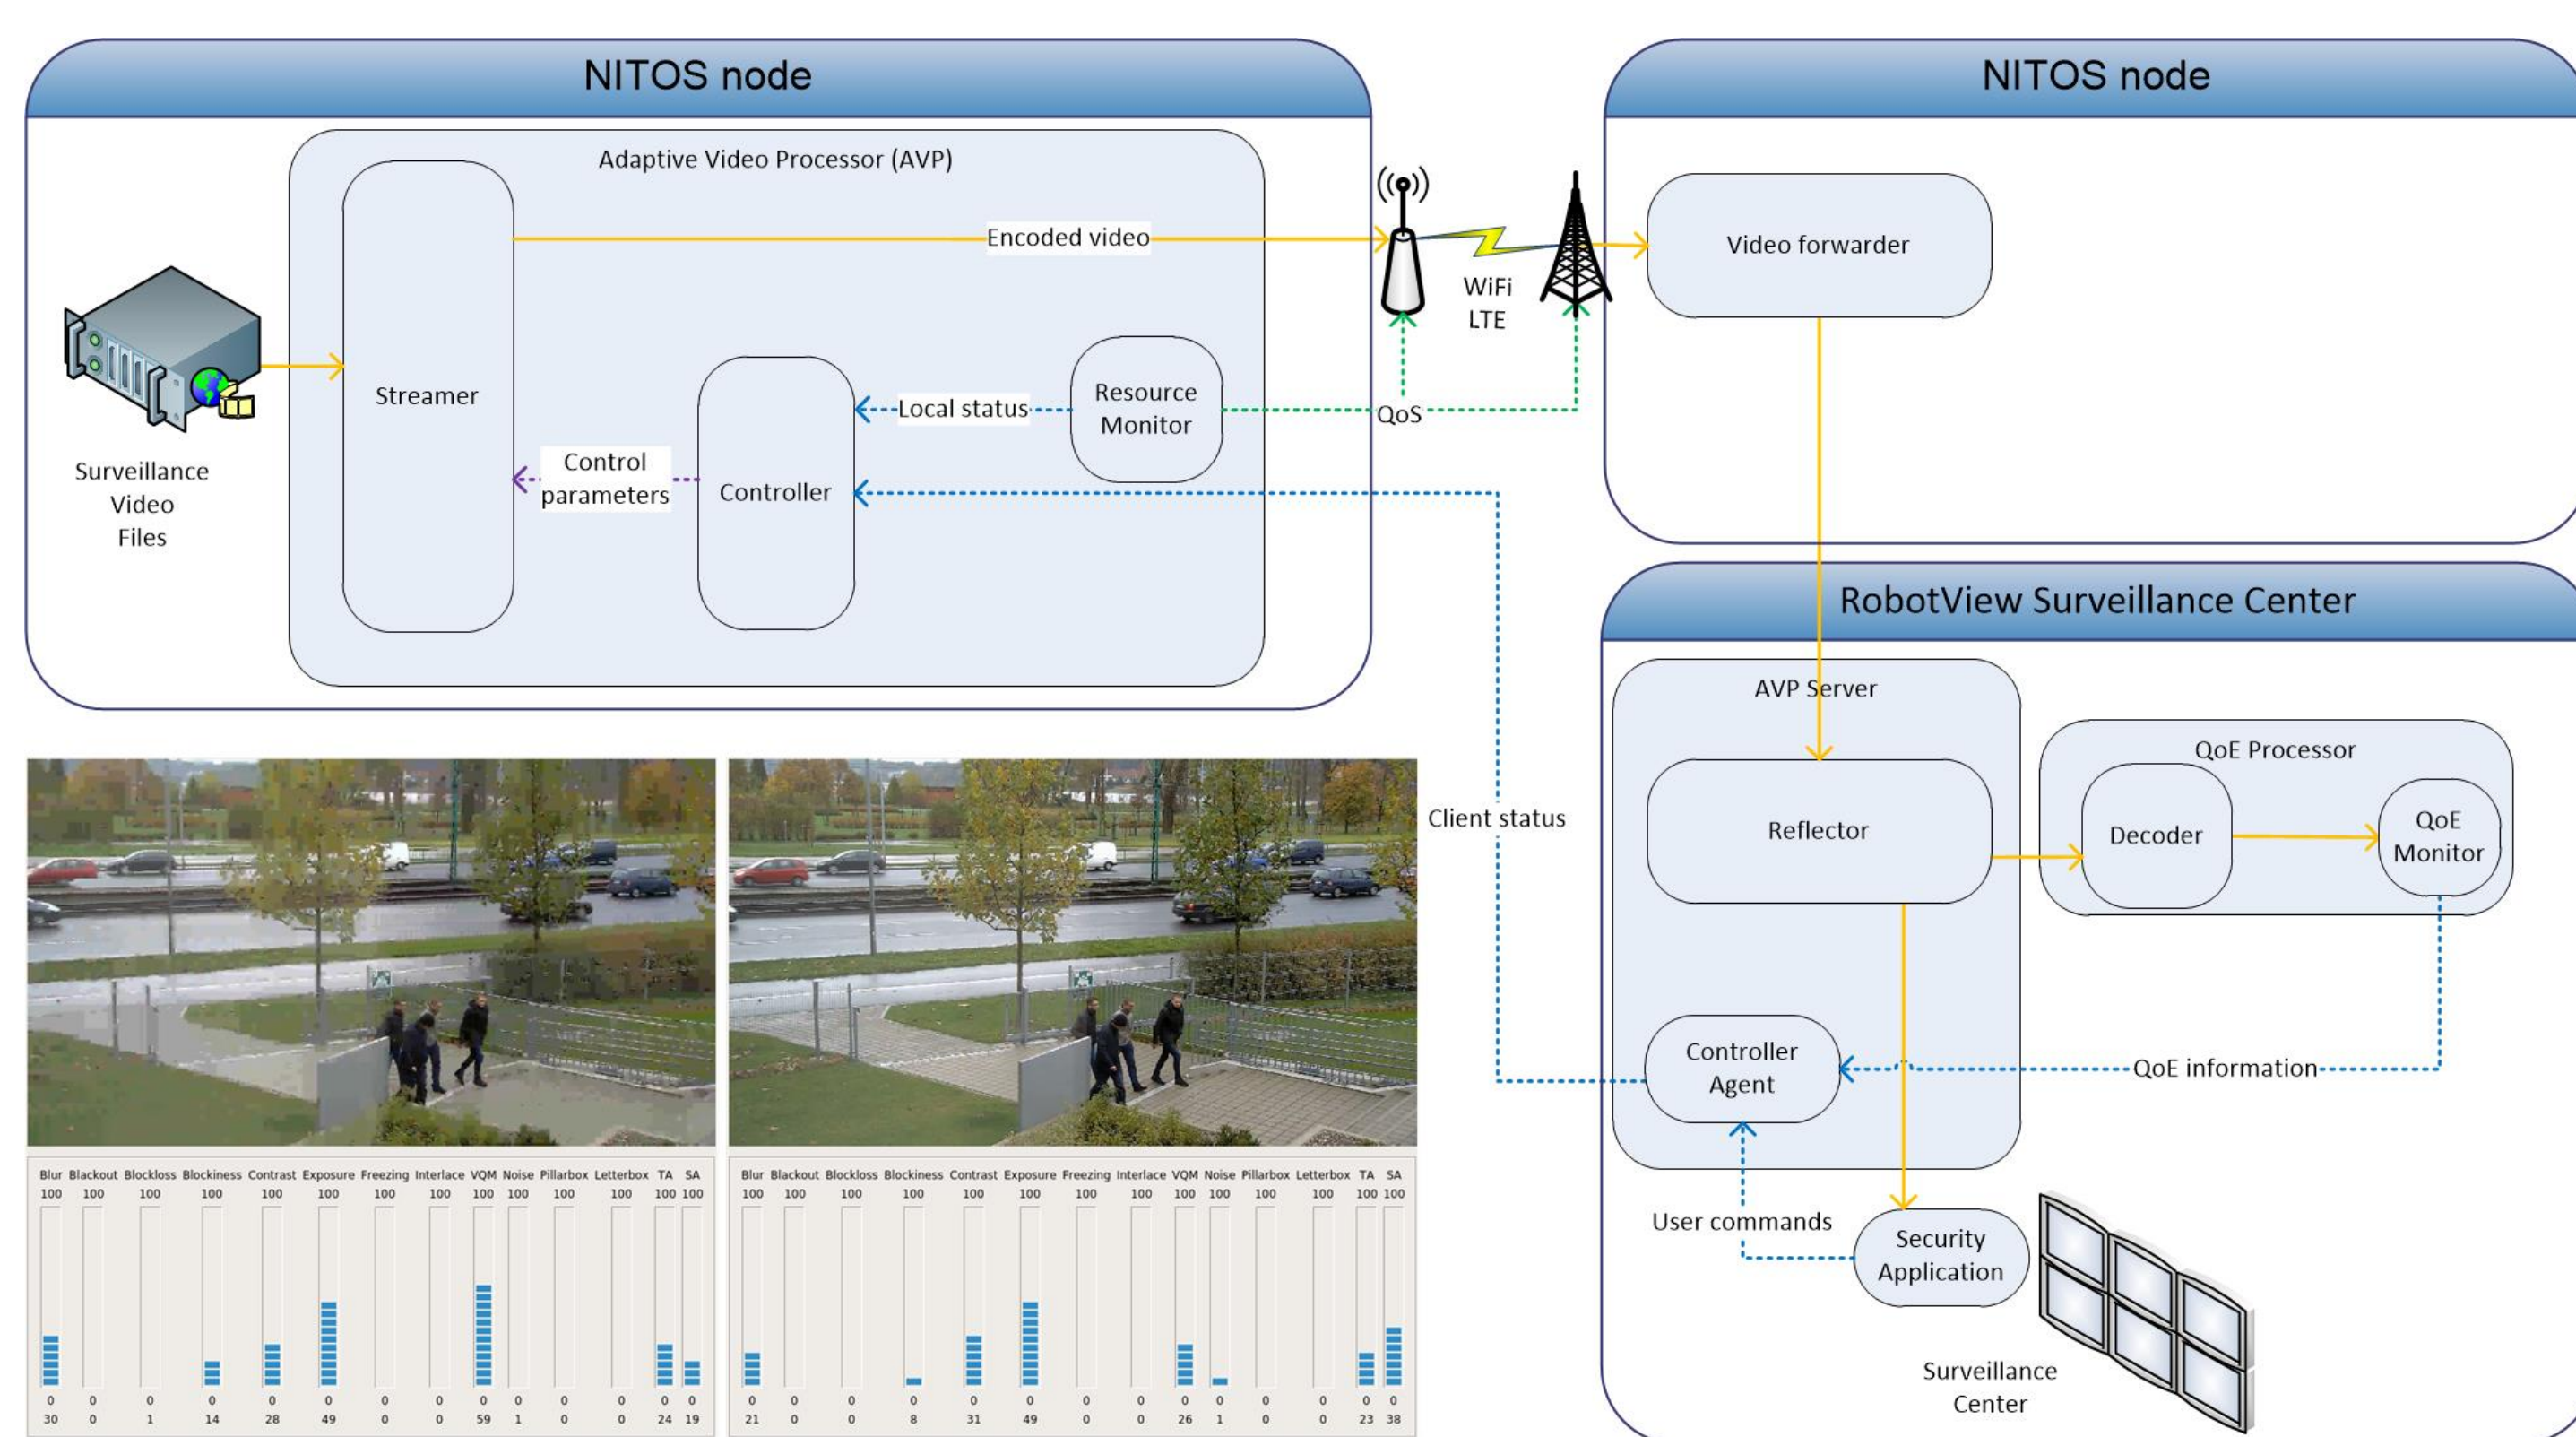 NITOS node
Adaptive Video Processor (AVP)
Encoded video
Streamer
Surveillance
Video
Files
Control
parameters
Controller
Local status
Resource
Monitor
QoS
WiFi
LTE
NITOS node
Video forwarder
RobotView Surveillance Center
AVP Server
Reflector
QoE Processor
Decoder
QoE
Monitor
Client status
Controller
Agent
QoE information
User commands
Security
Application
Surveillance
Center
Blur Blackout Blockloss Blockiness Contrast Exposure Freezing Interlace VQM Noise Pillarbox Letterbox TA SA
100 100 100 100 100 100 100 100 100 100 100 100 100 100
0 0 0 0 0 0 0 0 0 0 0 0 0 0
30 0 1 14 28 49 0 0 59 1 0 0 24 19
Blur Blackout Blockloss Blockiness Contrast Exposure Freezing Interlace VQM Noise Pillarbox Letterbox TA SA
100 100 100 100 100 100 100 100 100 100 100 100 100 100
0 0 0 0 0 0 0 0 0 0 0 0 0 0
21 0 0 8 31 49 0 0 26 1 0 0 23 38